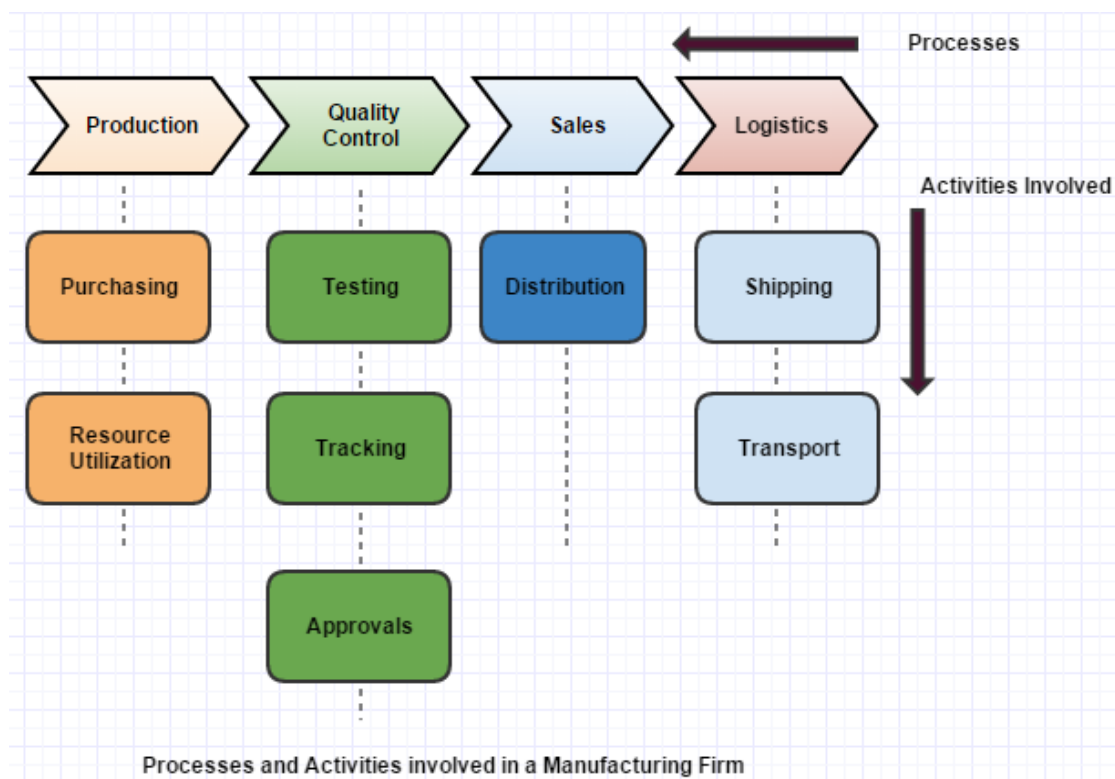 Processes
Production
Quality
Control
Sales
Logistics
Activities Involved
Purchasing
Testing
Distribution
Shipping
Resource
Utilization
Tracking
Transport
Approvals
Processes and Activities involved in a Manufacturing Firm